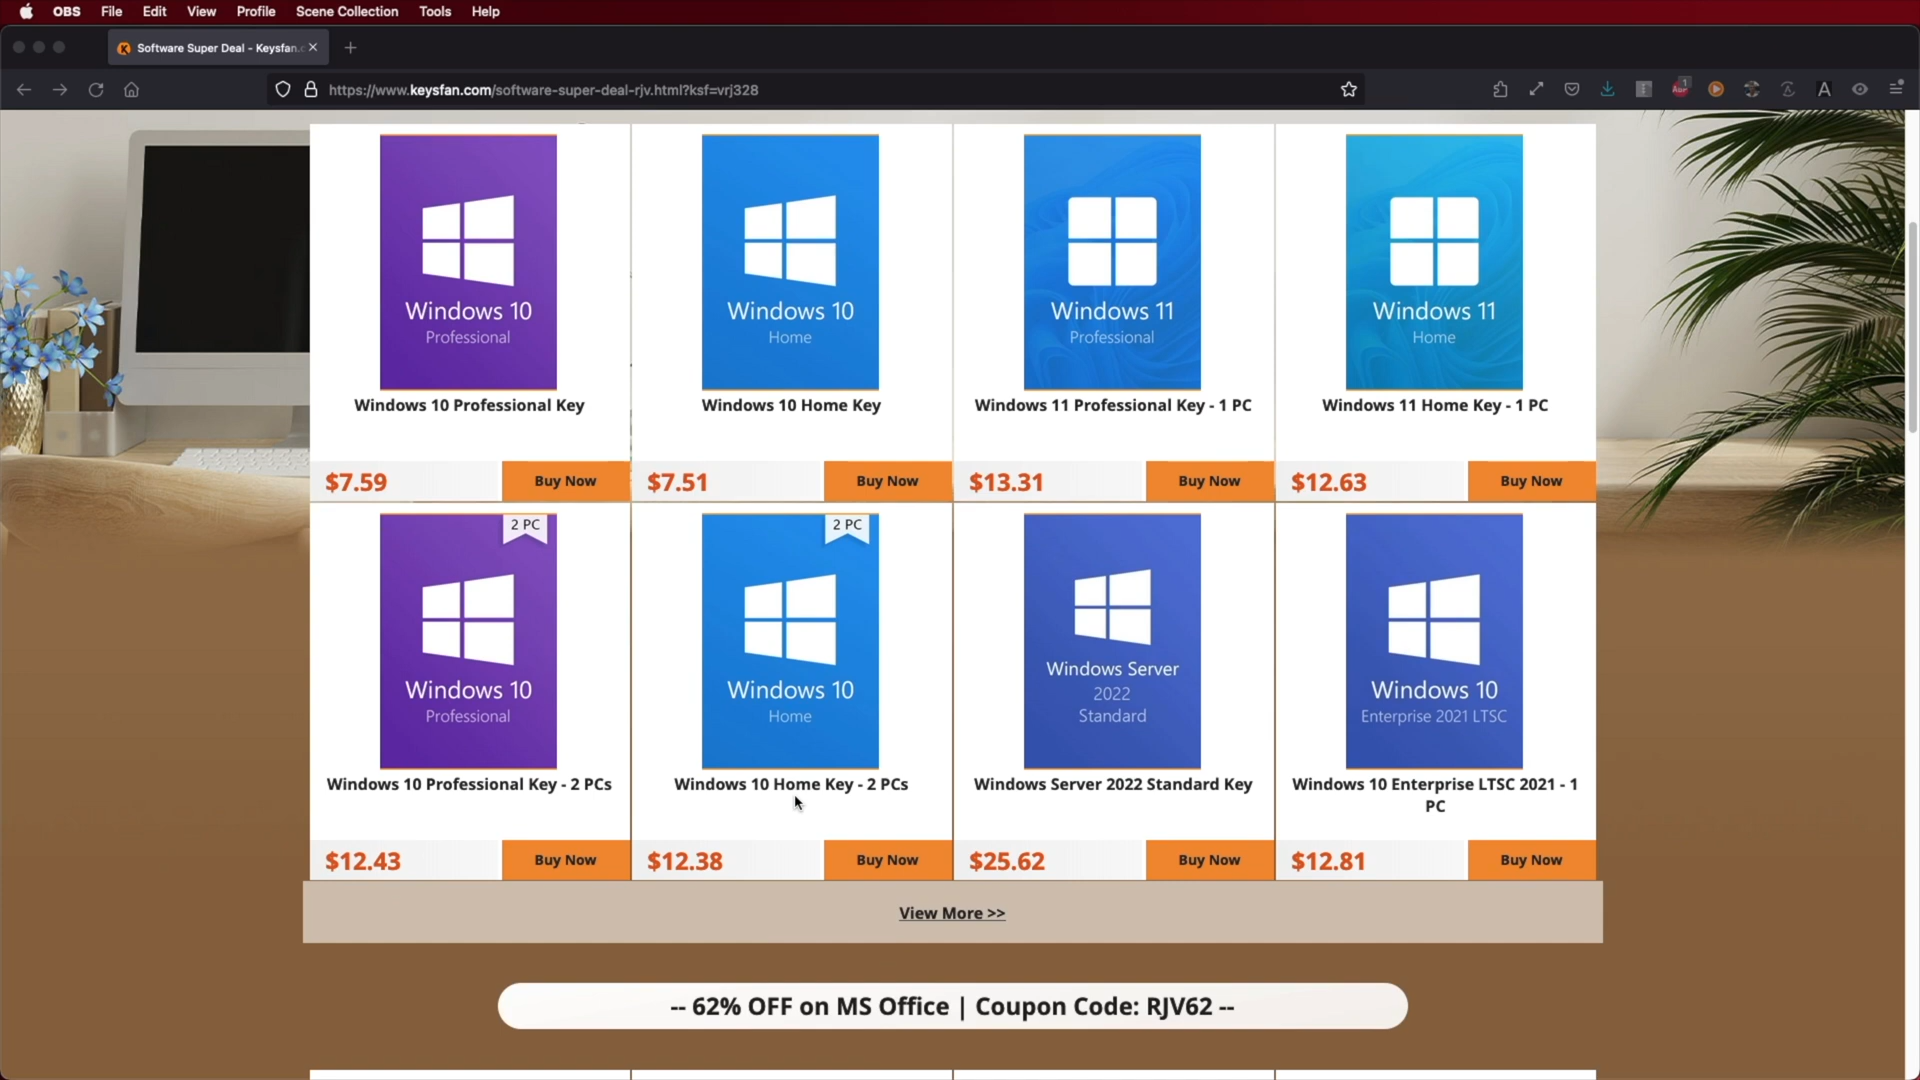 OBS File Edit View Profile Scene Collection Tools Help
Software Super Deal - Keysfan.c
https://www.keysfan.com/software-super-deal-rjv.html?ksf=vrj328
1
A
Windows 10
Professional
Windows 10 Professional Key
$7.59
Buy Now
Windows 10
Home
Windows 10 Home Key
$7.51
Buy Now
Windows 11
Professional
Windows 11 Professional Key - 1 PC
$13.31
Buy Now
Windows 11
Home
Windows 11 Home Key - 1 PC
$12.63
Buy Now
2 PC
Windows 10
Professional
Windows 10 Professional Key - 2 PCs
$12.43
Buy Now
2 PC
Windows 10
Home
Windows 10 Home Key - 2 PCs
$12.38
Buy Now
Windows Server
2022
Standard
Windows Server 2022 Standard Key
$25.62
Buy Now
Windows 10
Enterprise 2021 LTSC
Windows 10 Enterprise LTSC 2021 - 1
PC
$12.81
Buy Now
View More >>
-- 62% OFF on MS Office | Coupon Code: RJV62 --